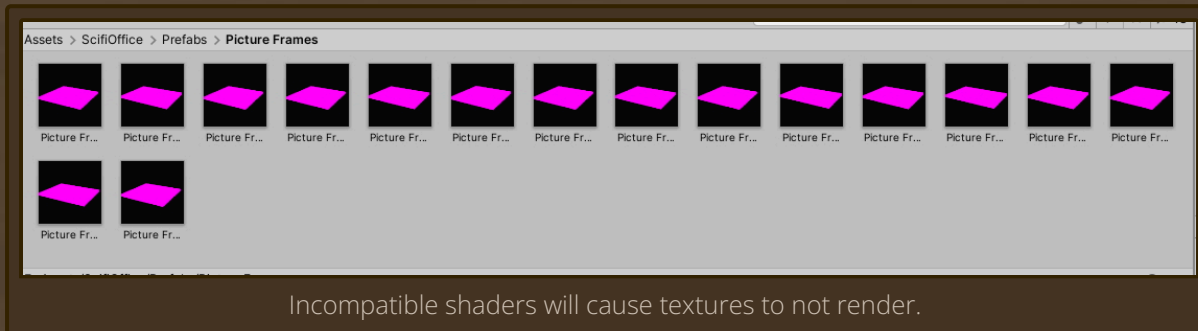 Assets > ScifiOffice > Prefabs > Picture Frames
Picture Fr... Picture Fr... Picture Fr... Picture Fr... Picture Fr... Picture Fr... Picture Fr... Picture Fr... Picture Fr... Picture Fr... Picture Fr... Picture Fr... Picture Fr... Picture Fr...
Picture Fr... Picture Fr...
Incompatible shaders will cause textures to not render.